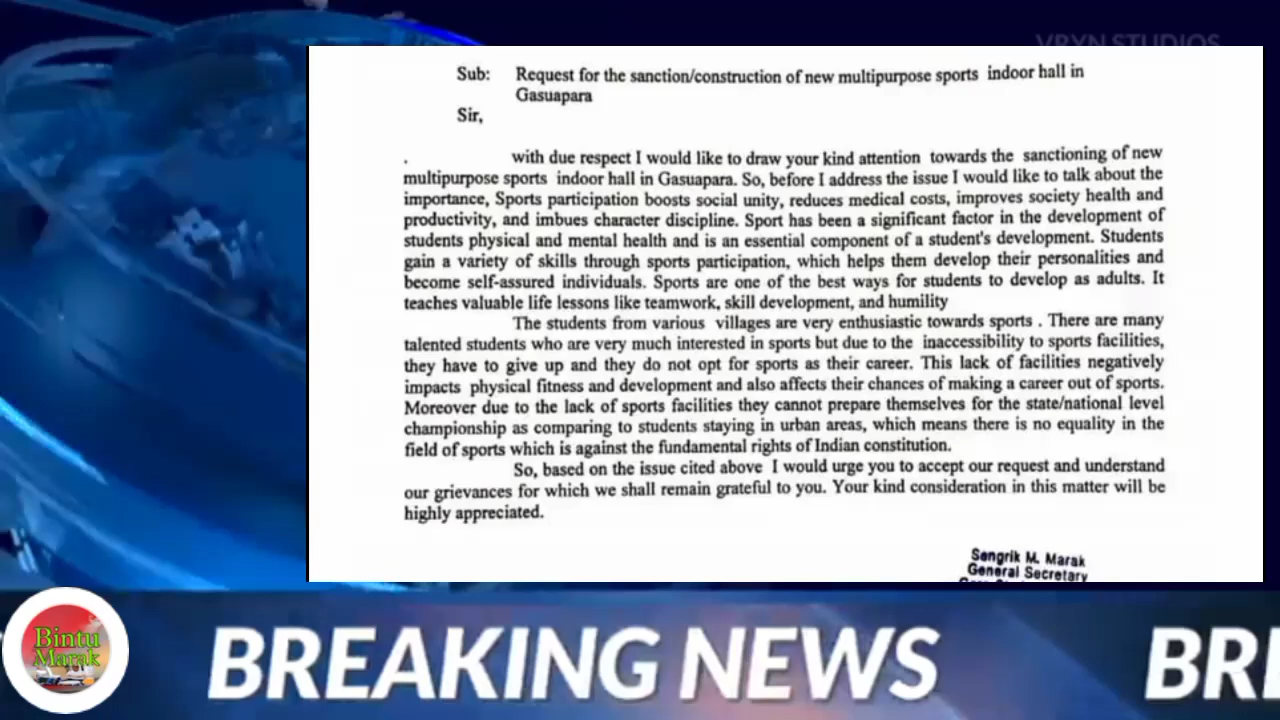 VRYN STUDIOS
Sub: Request for the sanction/construction of new multipurpose sports indoor hall in
Gasuapara
Sir,
. with due respect I would like to draw your kind attention towards the sanctioning of new
multipurpose sports indoor hall in Gasuapara. So, before I address the issue I would like to talk about the
importance, Sports participation boosts social unity, reduces medical costs, improves society health and
productivity, and imbues character discipline. Sport has been a significant factor in the development of
students physical and mental health and is an essential component of a student's development. Students
gain a variety of skills through sports participation, which helps them develop their personalities and
become self-assured individuals. Sports are one of the best ways for students to develop as adults. It
teaches valuable life lessons like teamwork, skill development, and humility
The students from various villages are very enthusiastic towards sports . There are many
talented students who are very much interested in sports but due to the inaccessibility to sports facilities,
they have to give up and they do not opt for sports as their career. This lack of facilities negatively
impacts physical fitness and development and also affects their chances of making a career out of sports.
Moreover due to the lack of sports facilities they cannot prepare themselves for the state/national level
championship as comparing to students staying in urban areas, which means there is no equality in the
field of sports which is against the fundamental rights of Indian constitution.
So, based on the issue cited above I would urge you to accept our request and understand
our grievances for which we shall remain grateful to you. Your kind consideration in this matter will be
highly appreciated.
Sengrik M. Marak
General Secretary
Bintu
Marak
BREAKING NEWS
BRE